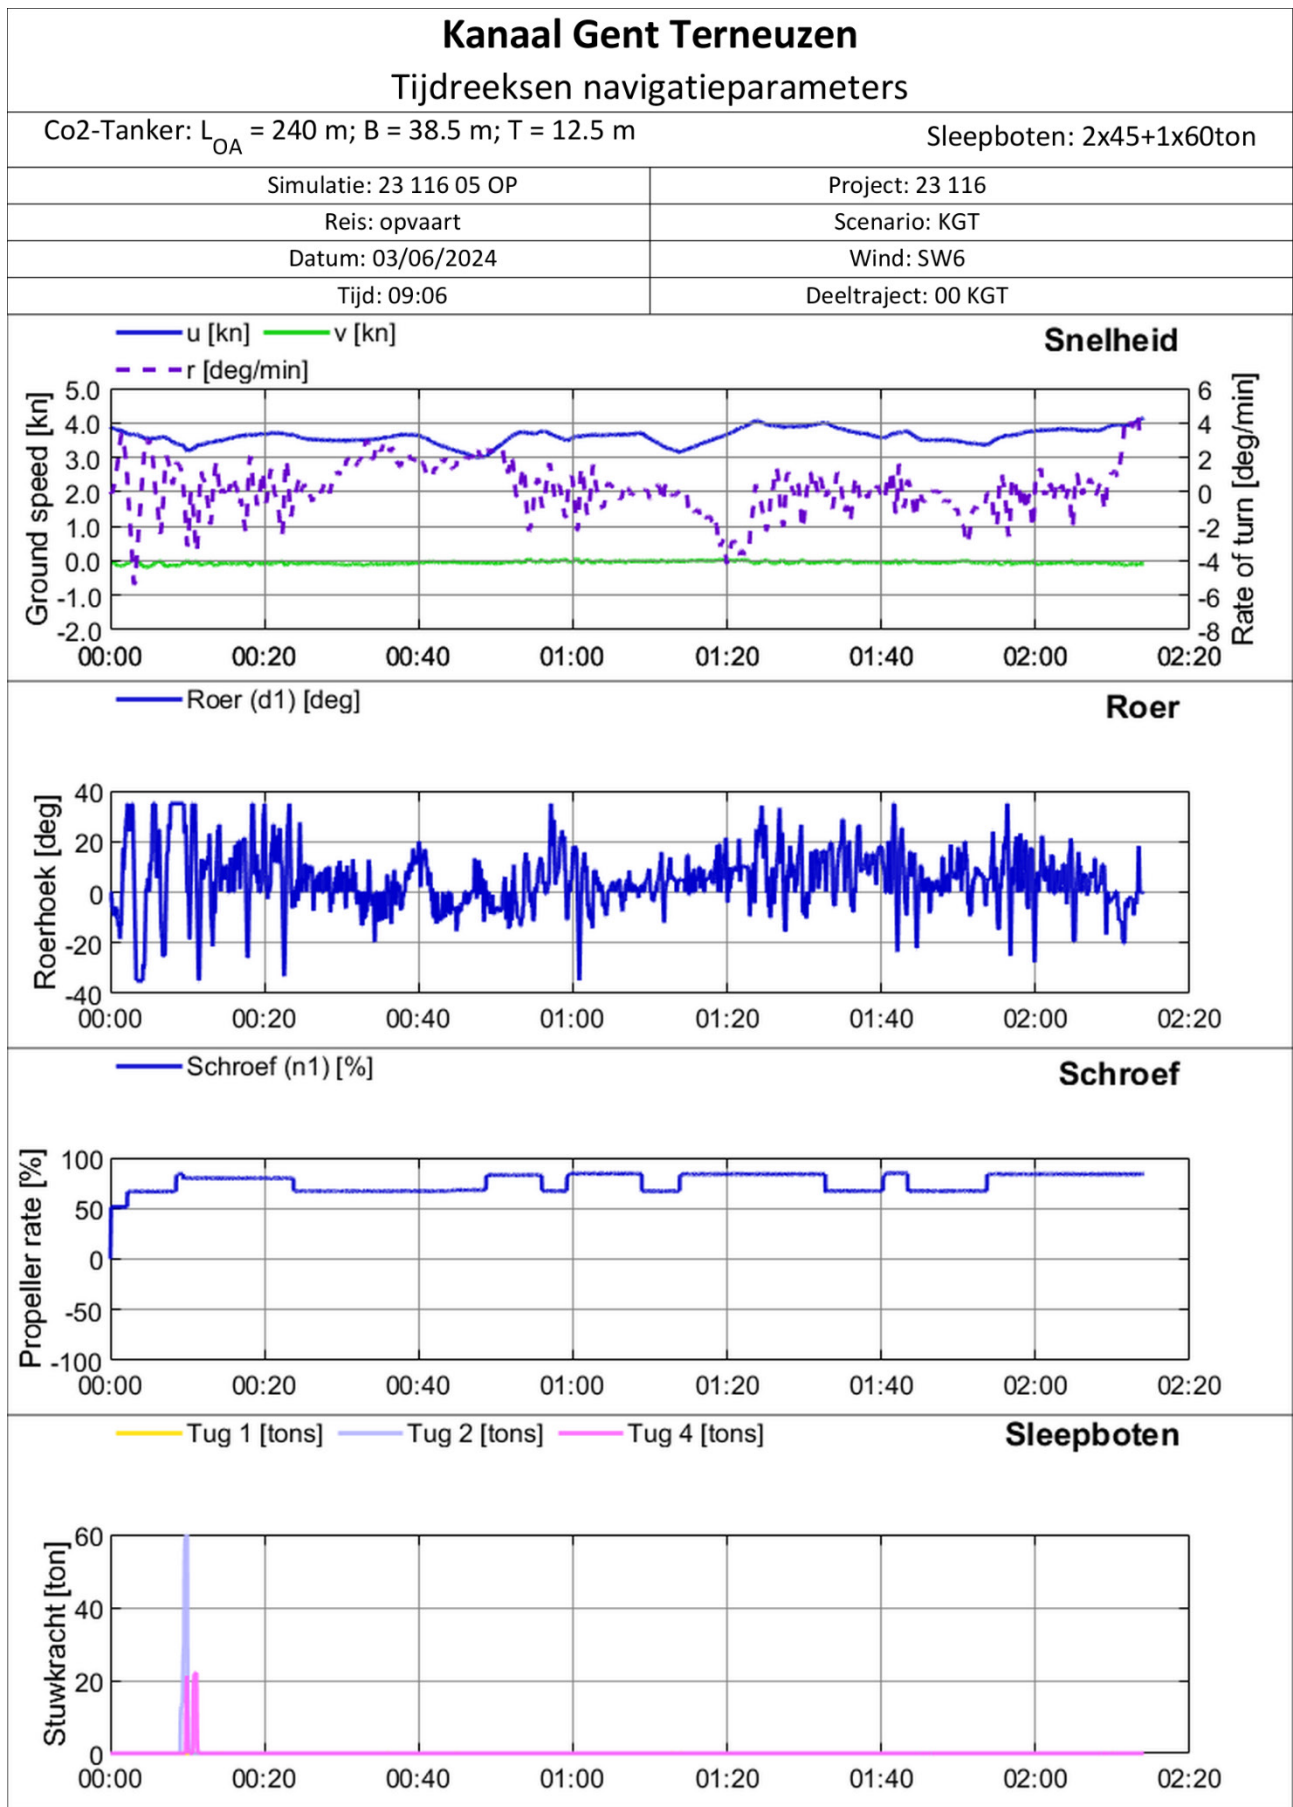 Kanaal Gent Terneuzen
Tijdreeksen navigatieparameters
Co2-Tanker: LOA = 240 m; B = 38.5 m; T = 12.5 m
Sleepboten: 2x45+1x60ton
Simulatie: 23 116 05 OP
Project: 23 116
Reis: opvaart
Scenario: KGT
Datum: 03/06/2024
Wind: SW6
Tijd: 09:06
Deeltraject: 00 KGT
u [kn] v [kn]
r [deg/min]
Snelheid
Ground speed [kn]
5.0
4.0
3.0
2.0
1.0
0.0
-1.0
-2.0
6
4
2
0
-2
-4
-6
-8
Rate of turn [deg/min]
00:00 00:20 00:40 01:00 01:20 01:40 02:00 02:20
Roer (d1) [deg]
Roer
Roerhoek [deg]
40
20
0
-20
-40
00:00 00:20 00:40 01:00 01:20 01:40 02:00 02:20
Schroef (n1) [%]
Schroef
Propeller rate [%]
100
50
0
-50
-100
00:00 00:20 00:40 01:00 01:20 01:40 02:00 02:20
Tug 1 [tons] Tug 2 [tons] Tug 4 [tons]
Sleepboten
Stuwkracht [ton]
60
40
20
0
00:00 00:20 00:40 01:00 01:20 01:40 02:00 02:20